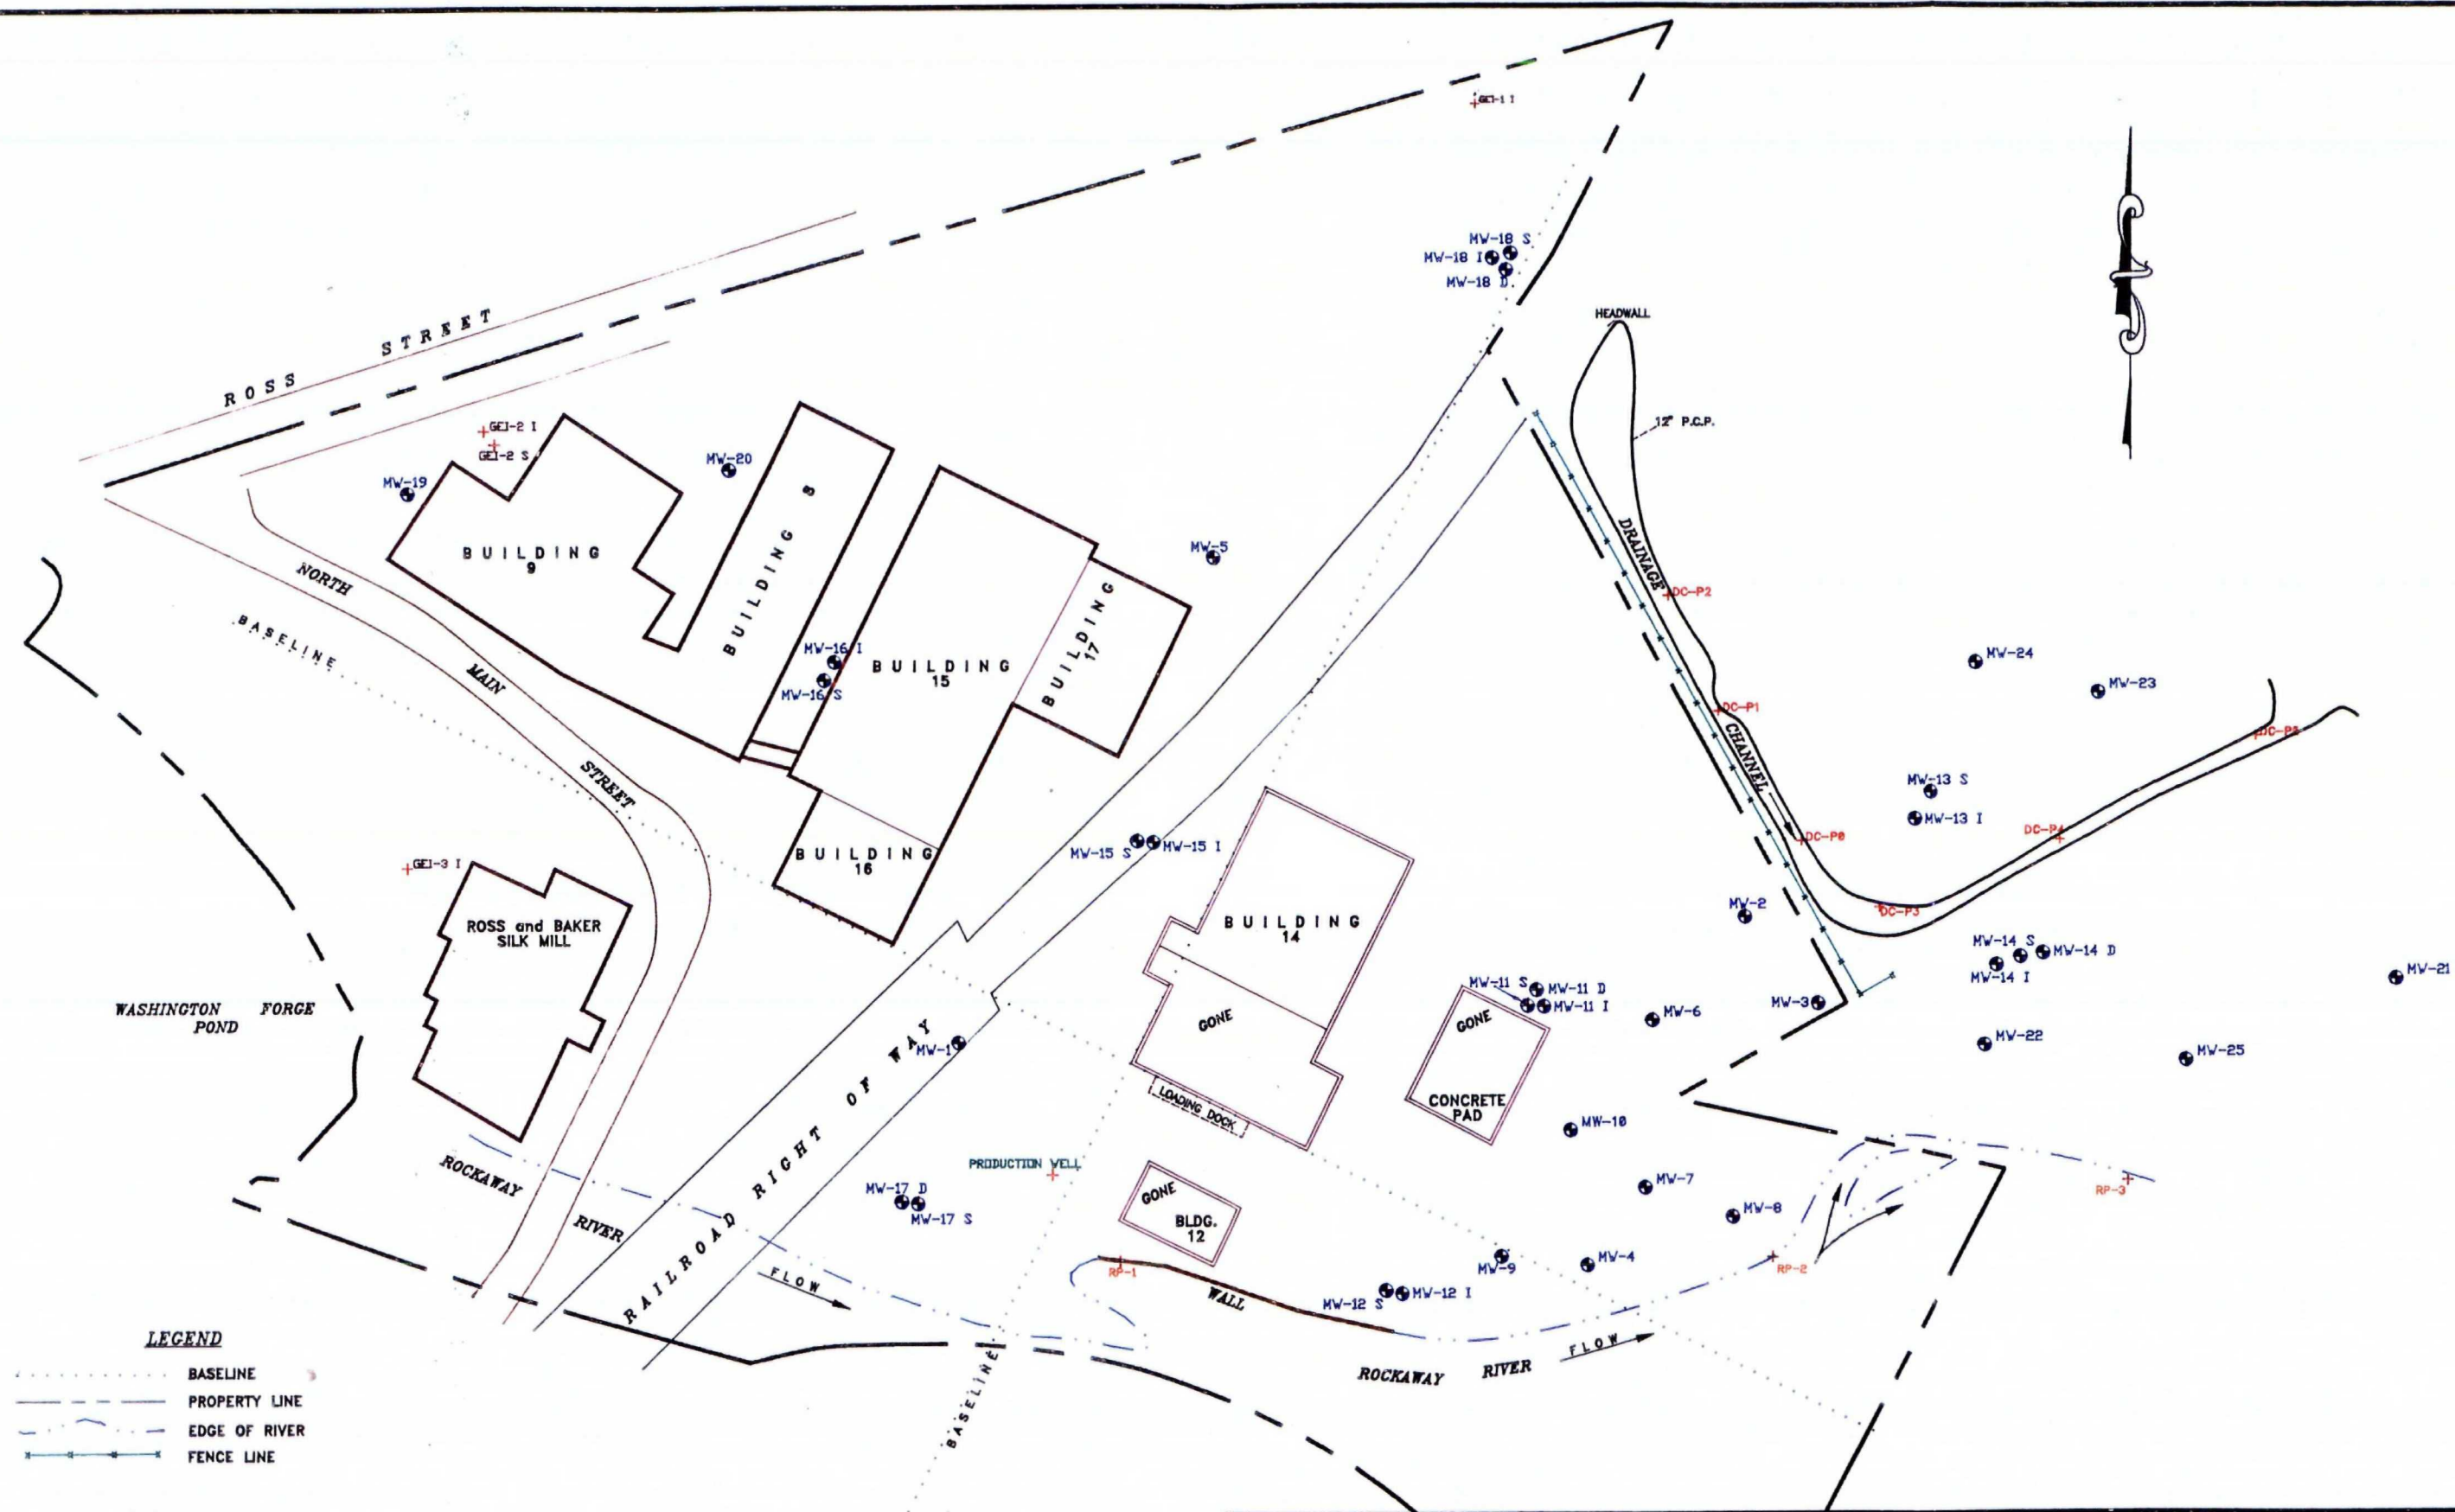 GEI-1 I
MW-18 S
MW-18 I
MW-18 D
HEADWALL
ROSS STREET
12" P.C.P.
GEI-2 I
GEI-2 S
MW-20
MW-19
BUILDING
9
BUILDING 8
MW-5
DRAINAGE
CHANNEL
NORTH
MAIN
STREET
BASELINE
MW-16 I
MW-16 S
BUILDING
15
BUILDING
17
DC-P2
MW-24
MW-23
DC-P1
MW-13 S
MW-13 I
DC-P4
DC-P0
DC-P3
MW-15 S
MW-15 I
BUILDING
16
GEI-3 I
ROSS and BAKER
SILK MILL
BUILDING
14
MW-2
MW-14 S
MW-14 D
MW-14 I
MW-21
MW-11 S
MW-11 D
MW-11 I
MW-6
MW-3
WASHINGTON FORGE
POND
GONE
GONE
MW-1
MW-22
MW-25
RAILROAD RIGHT OF WAY
LOADING DOCK
CONCRETE
PAD
MW-10
PRODUCTION WELL
ROCKAWAY
RIVER
MW-17 D
MW-17 S
GONE
BLDG.
12
MW-7
MW-8
RP-3
MW-9
MW-4
RP-2
RP-1
FLOW
WALL
MW-12 S
MW-12 I
FLOW
ROCKAWAY RIVER
BASELINE
LEGEND
BASELINE
PROPERTY LINE
EDGE OF RIVER
FENCE LINE